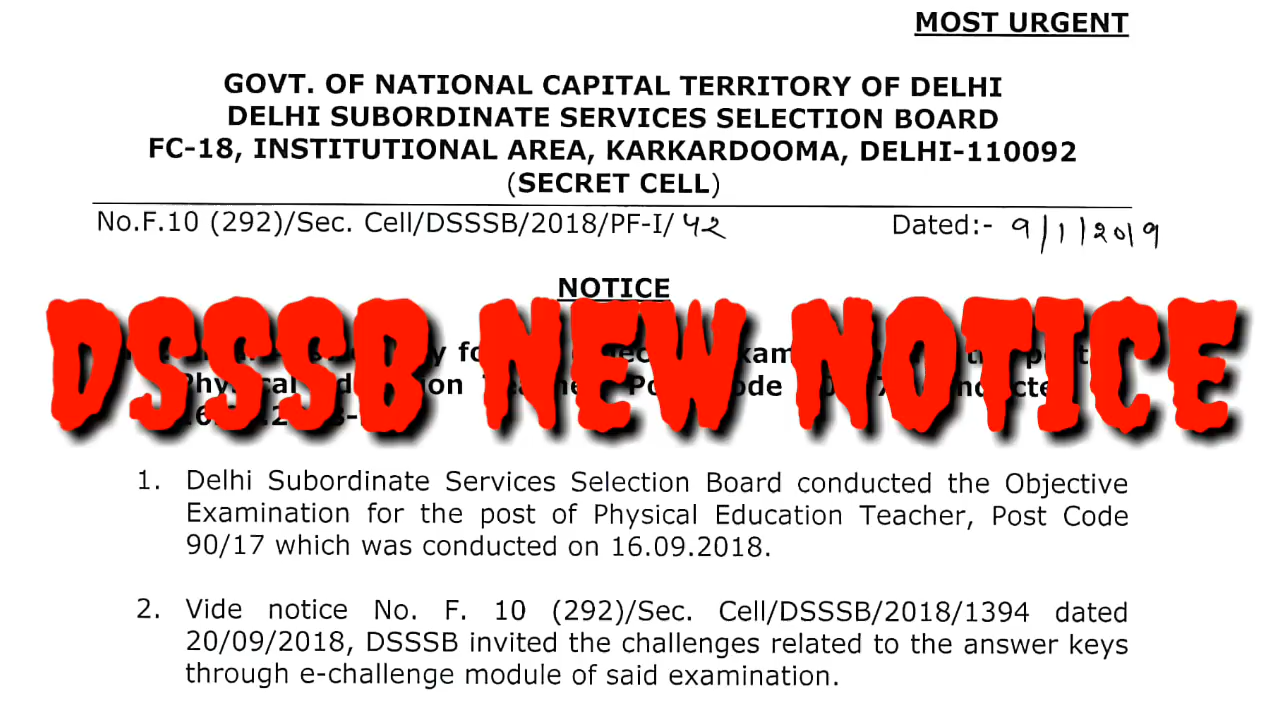 MOST URGENT
GOVT. OF NATIONAL CAPITAL TERRITORY OF DELHI
DELHI SUBORDINATE SERVICES SELECTION BOARD
FC-18, INSTITUTIONAL AREA, KARKARDOOMA, DELHI-110092
(SECRET CELL)
No.F.10 (292)/Sec. Cell/DSSSB/2018/PF-I/ 42
Dated:- 9/1/2019
NOTICE
DSSSB NEW NOTICE
1. Delhi Subordinate Services Selection Board conducted the Objective
Examination for the post of Physical Education Teacher, Post Code
90/17 which was conducted on 16.09.2018.
2. Vide notice No. F. 10 (292)/Sec. Cell/DSSSB/2018/1394 dated
20/09/2018, DSSSB invited the challenges related to the answer keys
through e-challenge module of said examination.